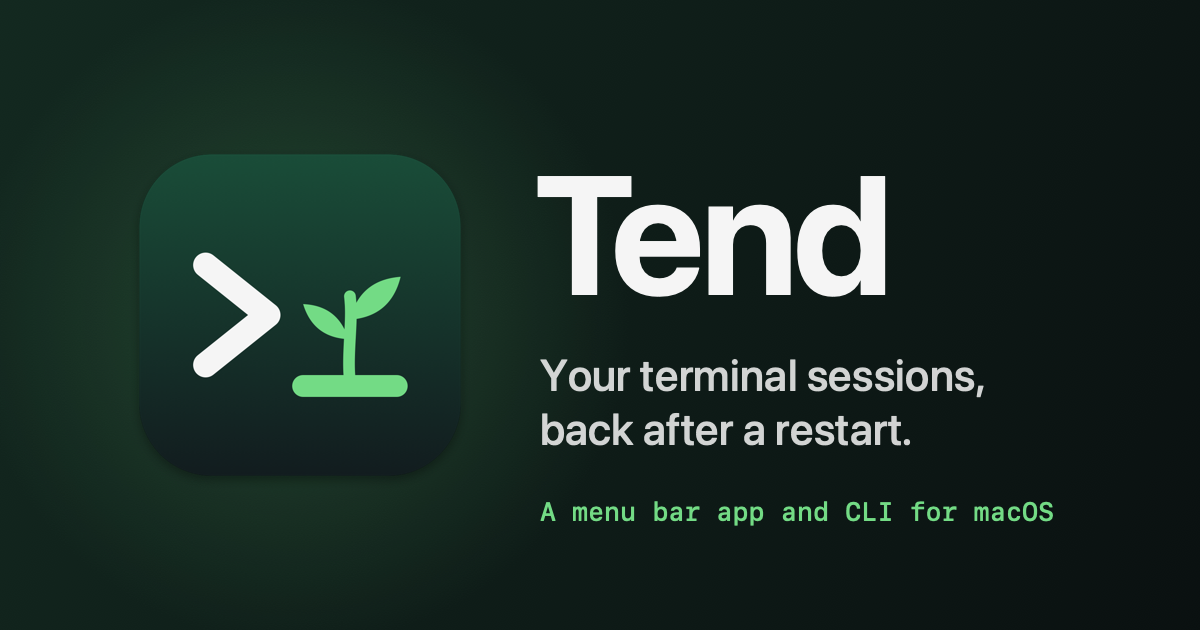 Tend
Your terminal sessions,
back after a restart.
A menu bar app and CLI for macOS